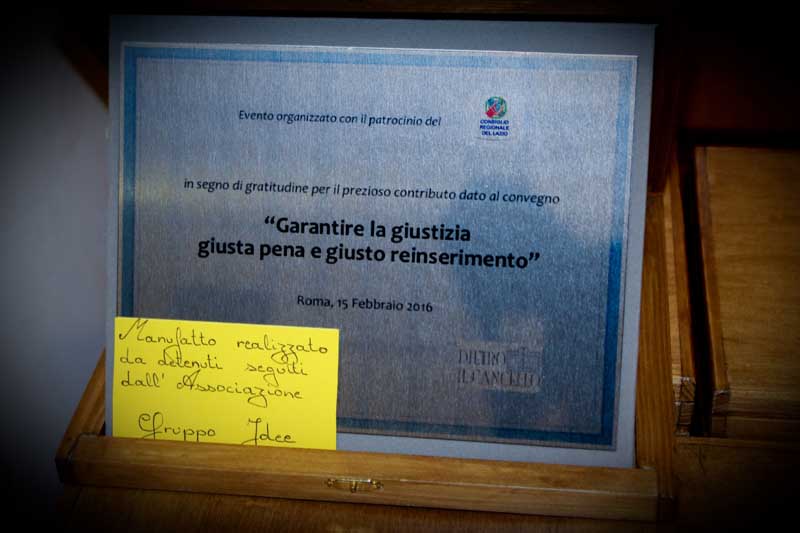 Evento organizzato con il patrocinio del
CONSIGLIO
REGIONALE
DEL LAZIO
in segno di gratitudine per il prezioso contributo dato al convegno
“Garantire la giustizia
giusta pena e giusto reinserimento”
Roma, 15 Febbraio 2016
DIETRO
IL CANCELLO
Manufatto realizzato
da detenuti seguiti
dall' Associazione
Gruppo Idee